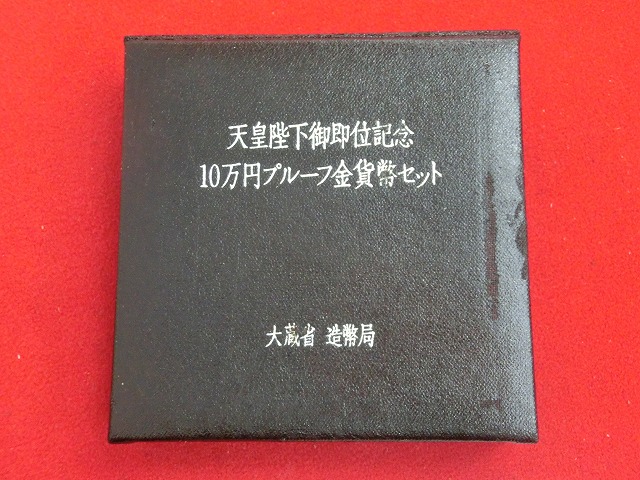 天皇陛下御即位記念
10万円プルーフ金貨幣セット
大蔵省 造幣局